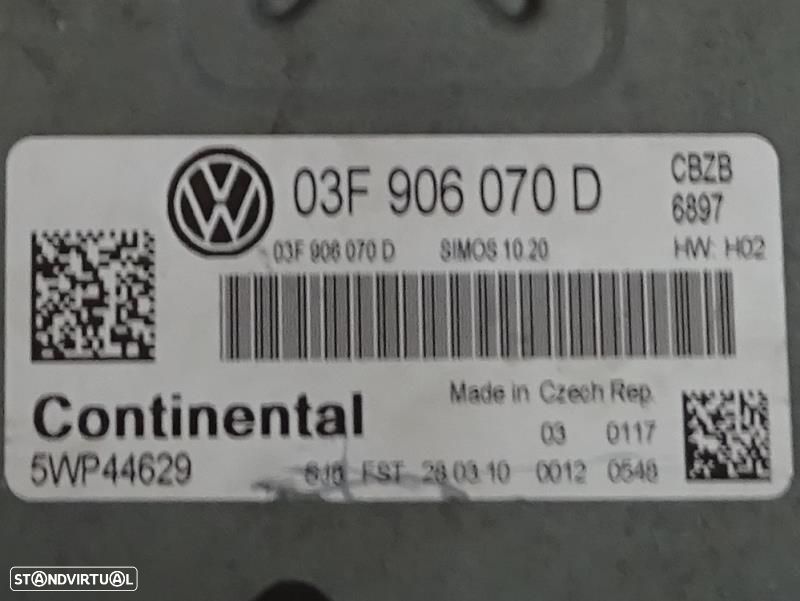 03F 906 070 D
CBZB
6897
03F 906 070 D SIMOS 10.20 HW: H02
Continental
Made in Czech Rep.
03 0117
5WP44629
FST 28.03.10 0012 0548
STANDVIRTUAL